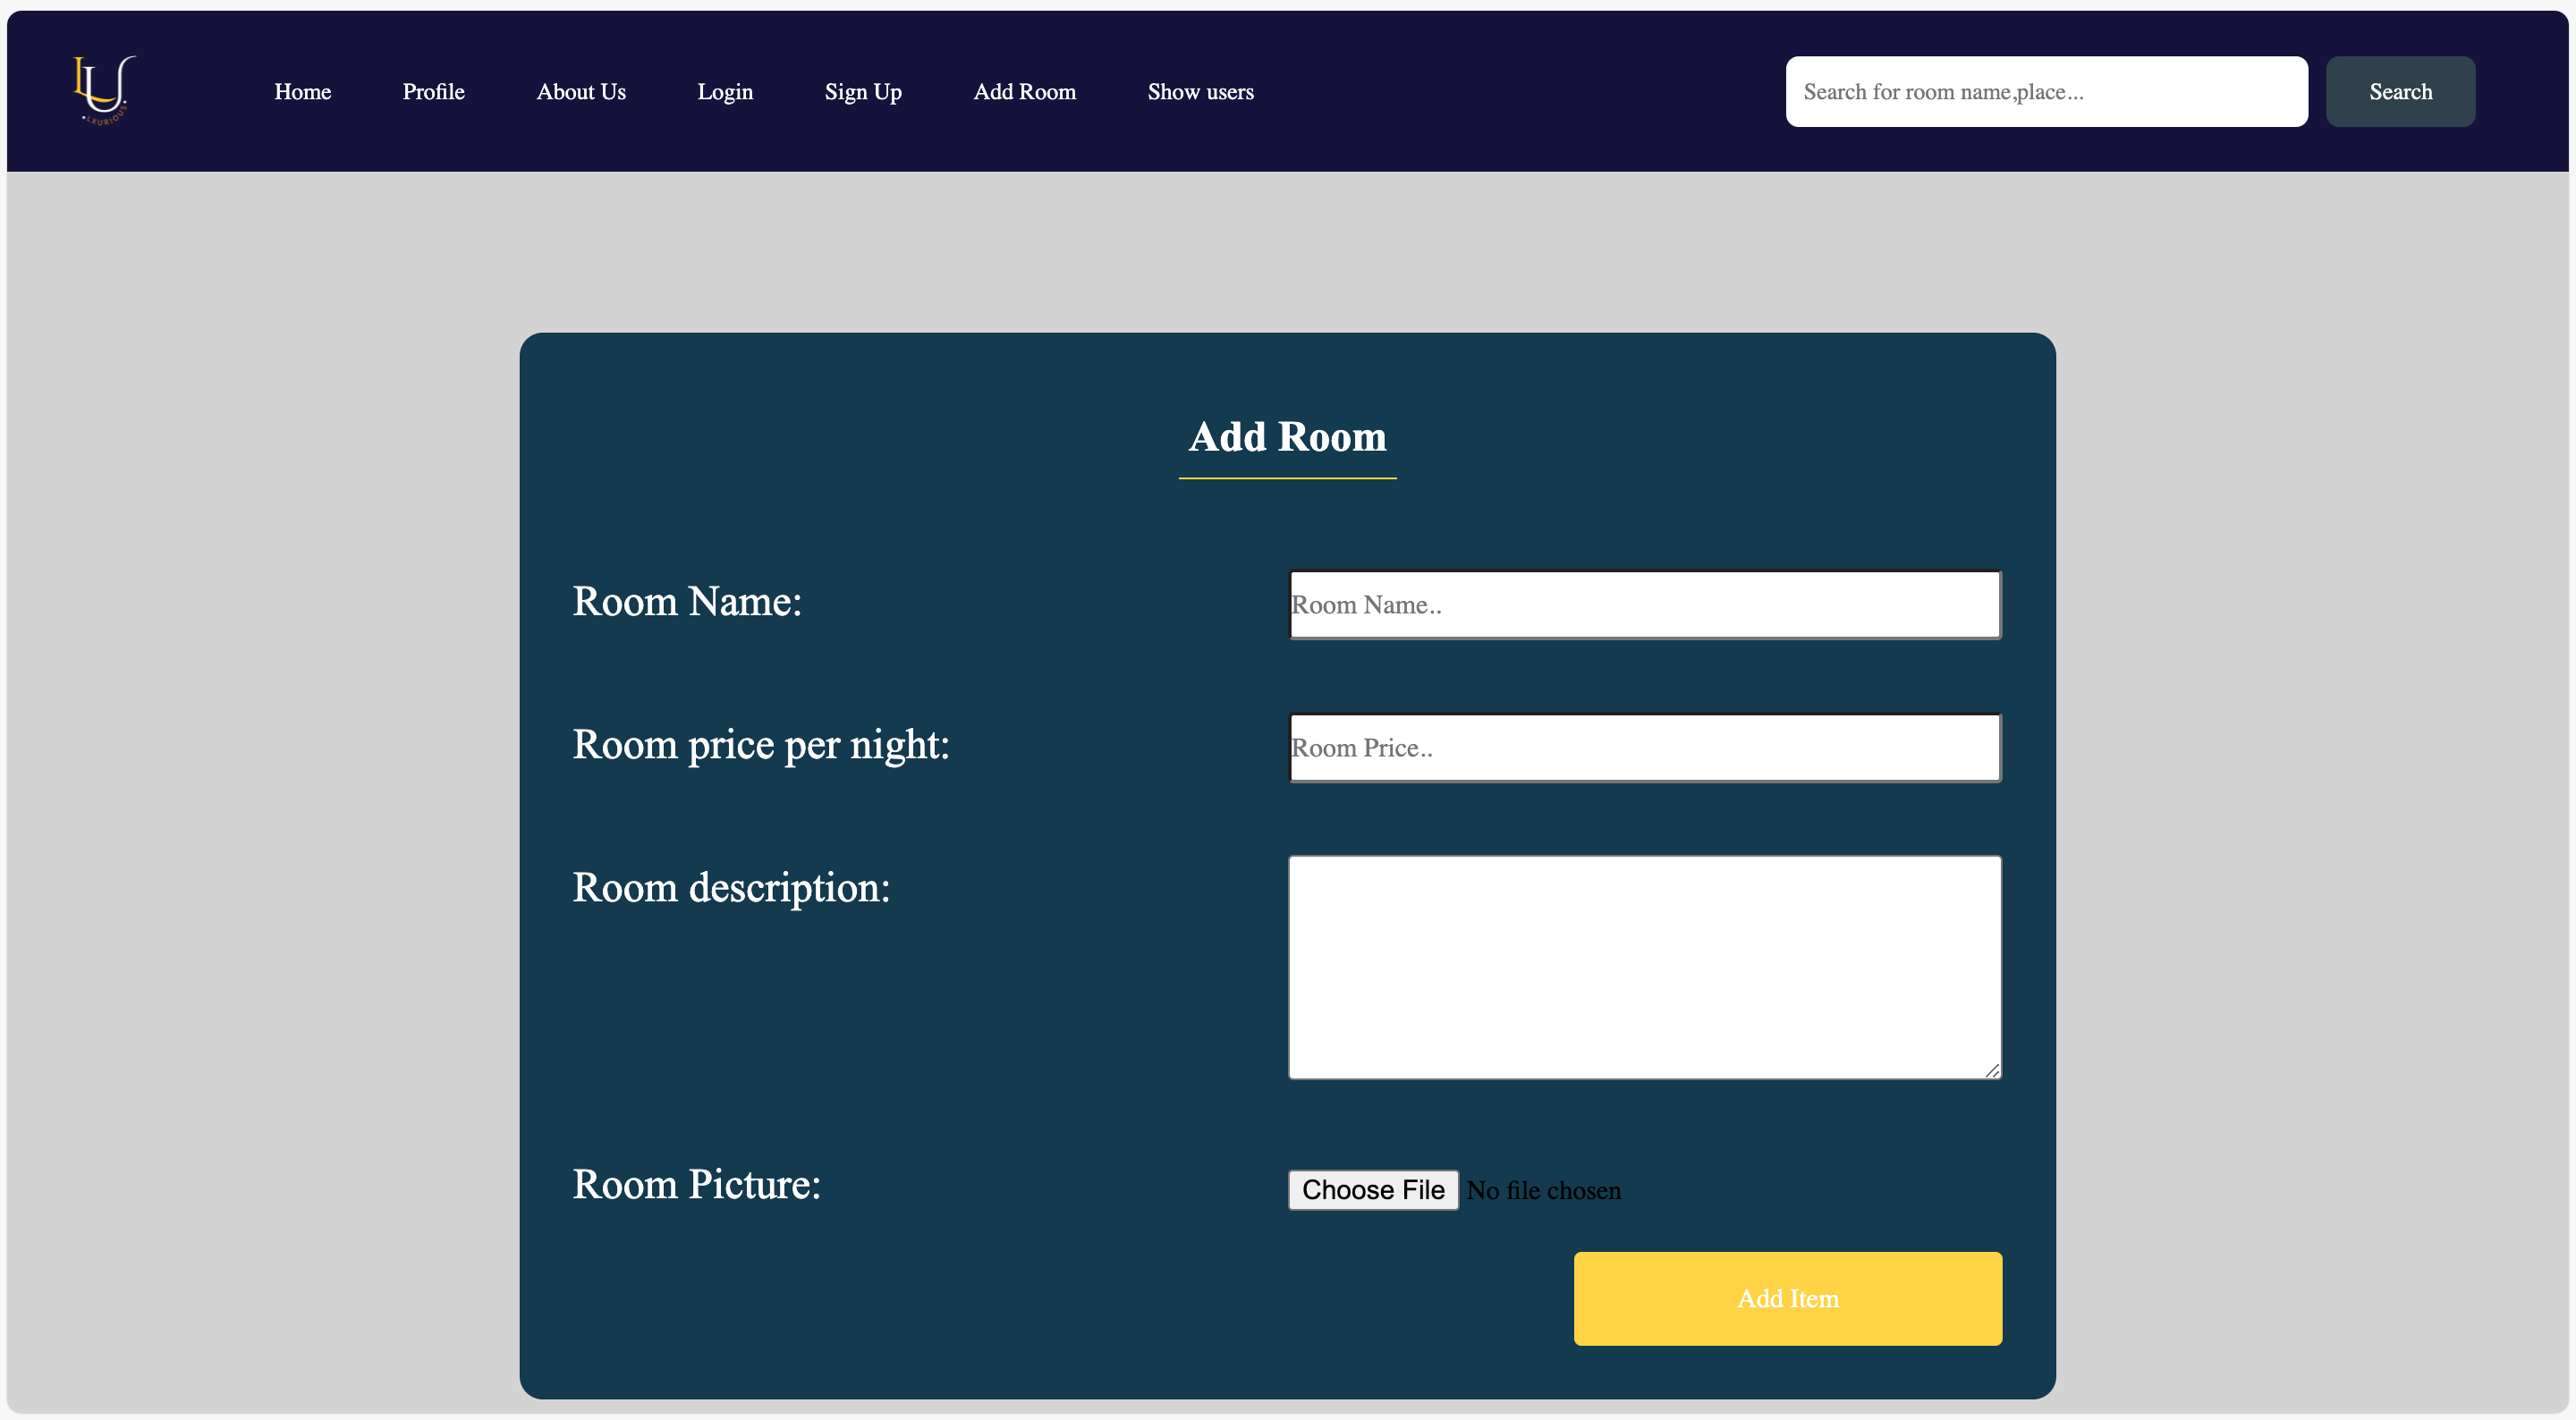 LU
LXURIOUS
Home Profile About Us Login Sign Up Add Room Show users Search for room name,place... Search
Add Room
Room Name: Room Name..
Room price per night: Room Price..
Room description:
Room Picture: Choose File No file chosen
Add Item